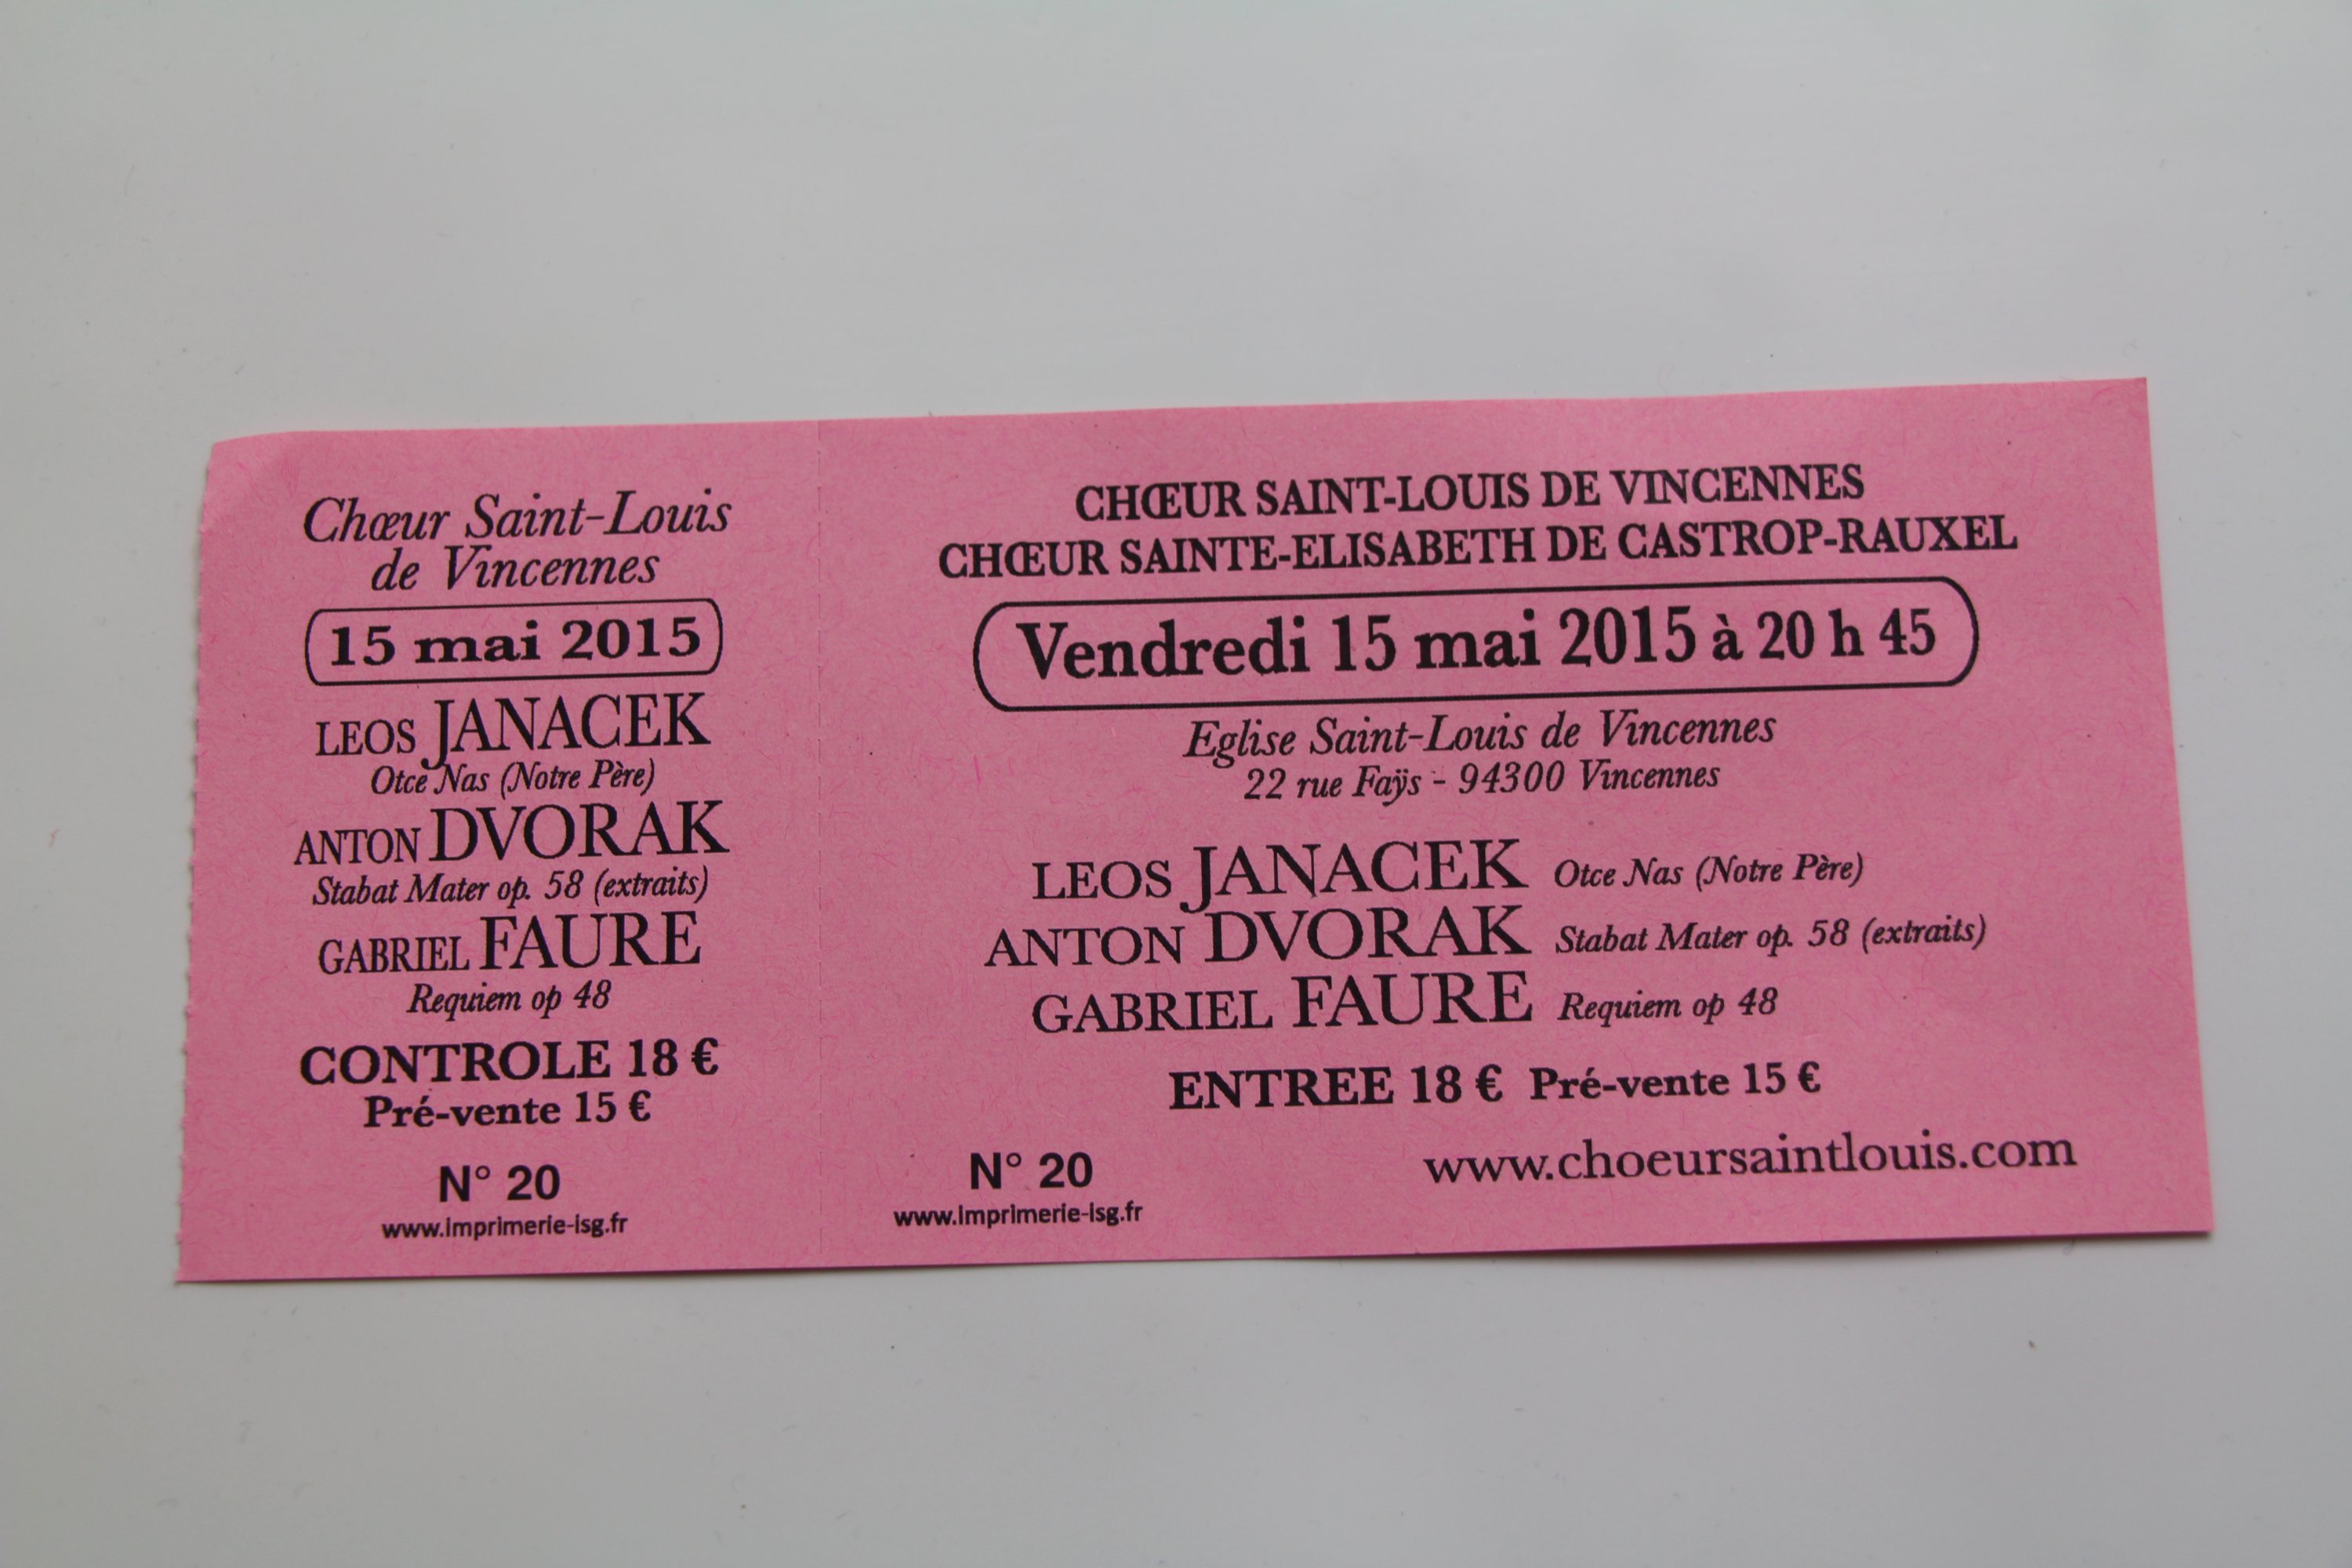 Chœur Saint-Louis
de Vincennes
15 mai 2015
LEOS JANACEK
Otce Nas (Notre Père)
ANTON DVORAK
Stabat Mater op. 58 (extraits)
GABRIEL FAURE
Requiem op 48
CONTROLE 18 €
Pré-vente 15 €
N° 20
www.imprimerie-isg.fr
CHŒUR SAINT-LOUIS DE VINCENNES
CHŒUR SAINTE-ELISABETH DE CASTROP-RAUXEL
Vendredi 15 mai 2015 à 20 h 45
Eglise Saint-Louis de Vincennes
22 rue Faÿs - 94300 Vincennes
LEOS JANACEK Otce Nas (Notre Père)
ANTON DVORAK Stabat Mater op. 58 (extraits)
GABRIEL FAURE Requiem op 48
ENTREE 18 € Pré-vente 15 €
N° 20
www.imprimerie-isg.fr
www.choeursaintlouis.com